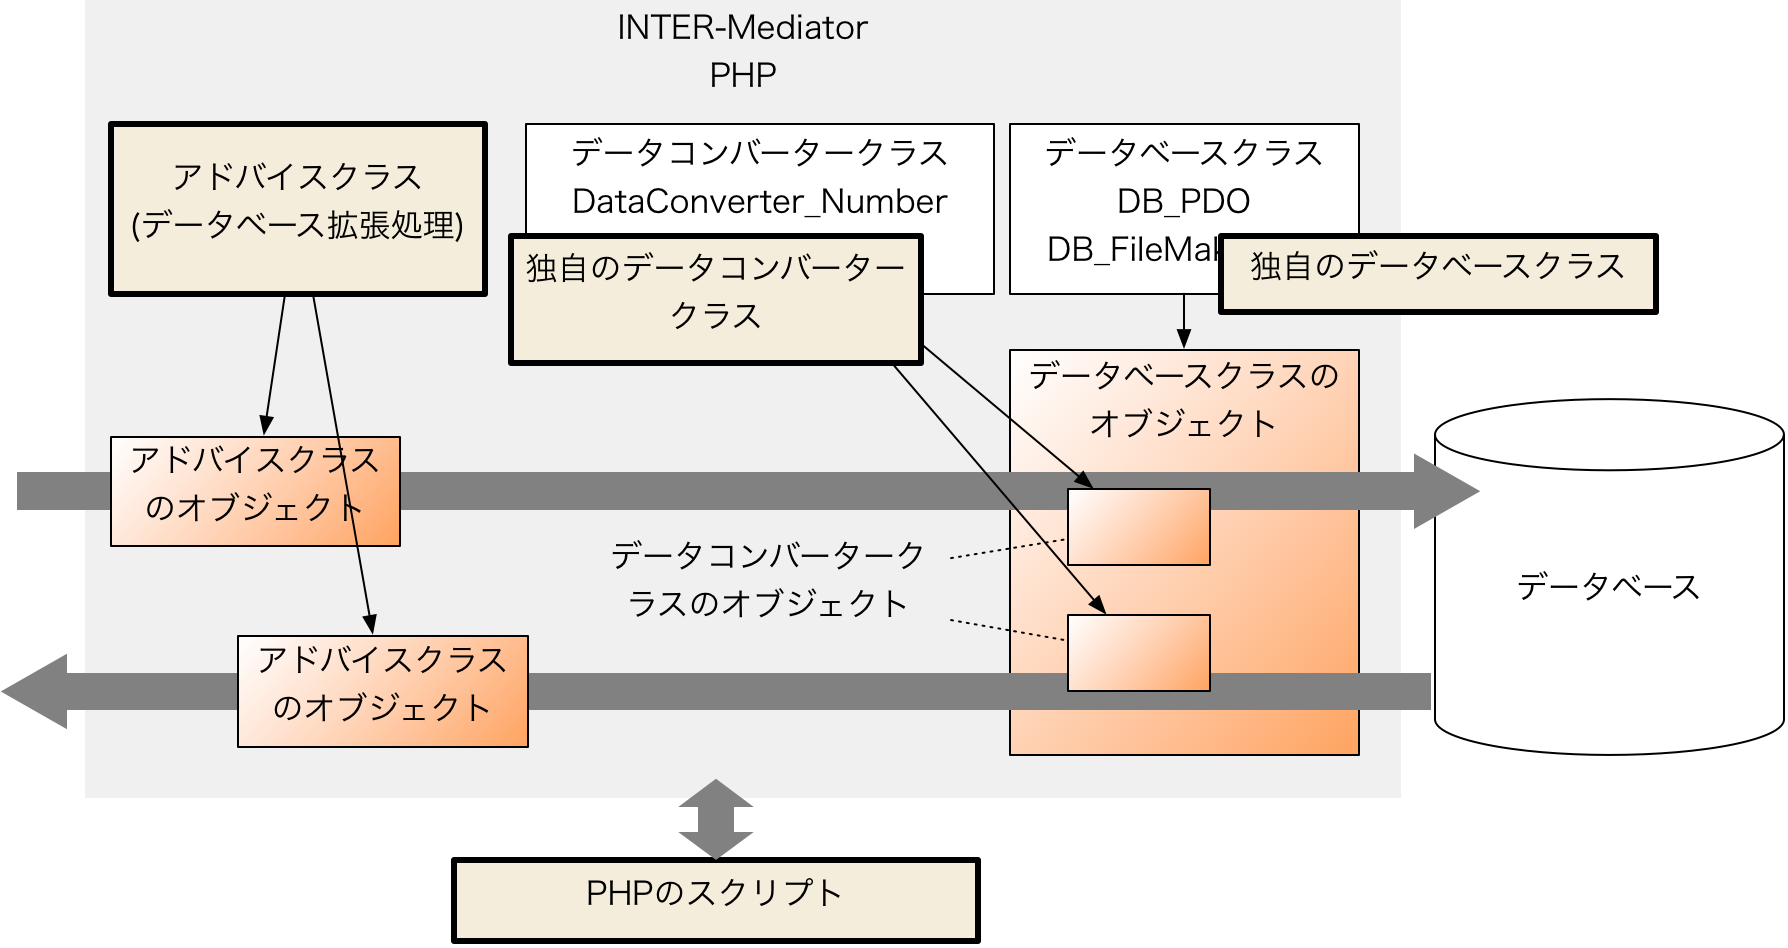 INTER-Mediator
PHP
アドバイスクラス
(データベース拡張処理)
データコンバータークラス
DataConverter_Number
独自のデータコンバーター
クラス
データベースクラス
DB_PDO
DB_FileMak
独自のデータベースクラス
データベースクラスの
オブジェクト
アドバイスクラス
のオブジェクト
データコンバーターク
ラスのオブジェクト
データベース
アドバイスクラス
のオブジェクト
PHPのスクリプト